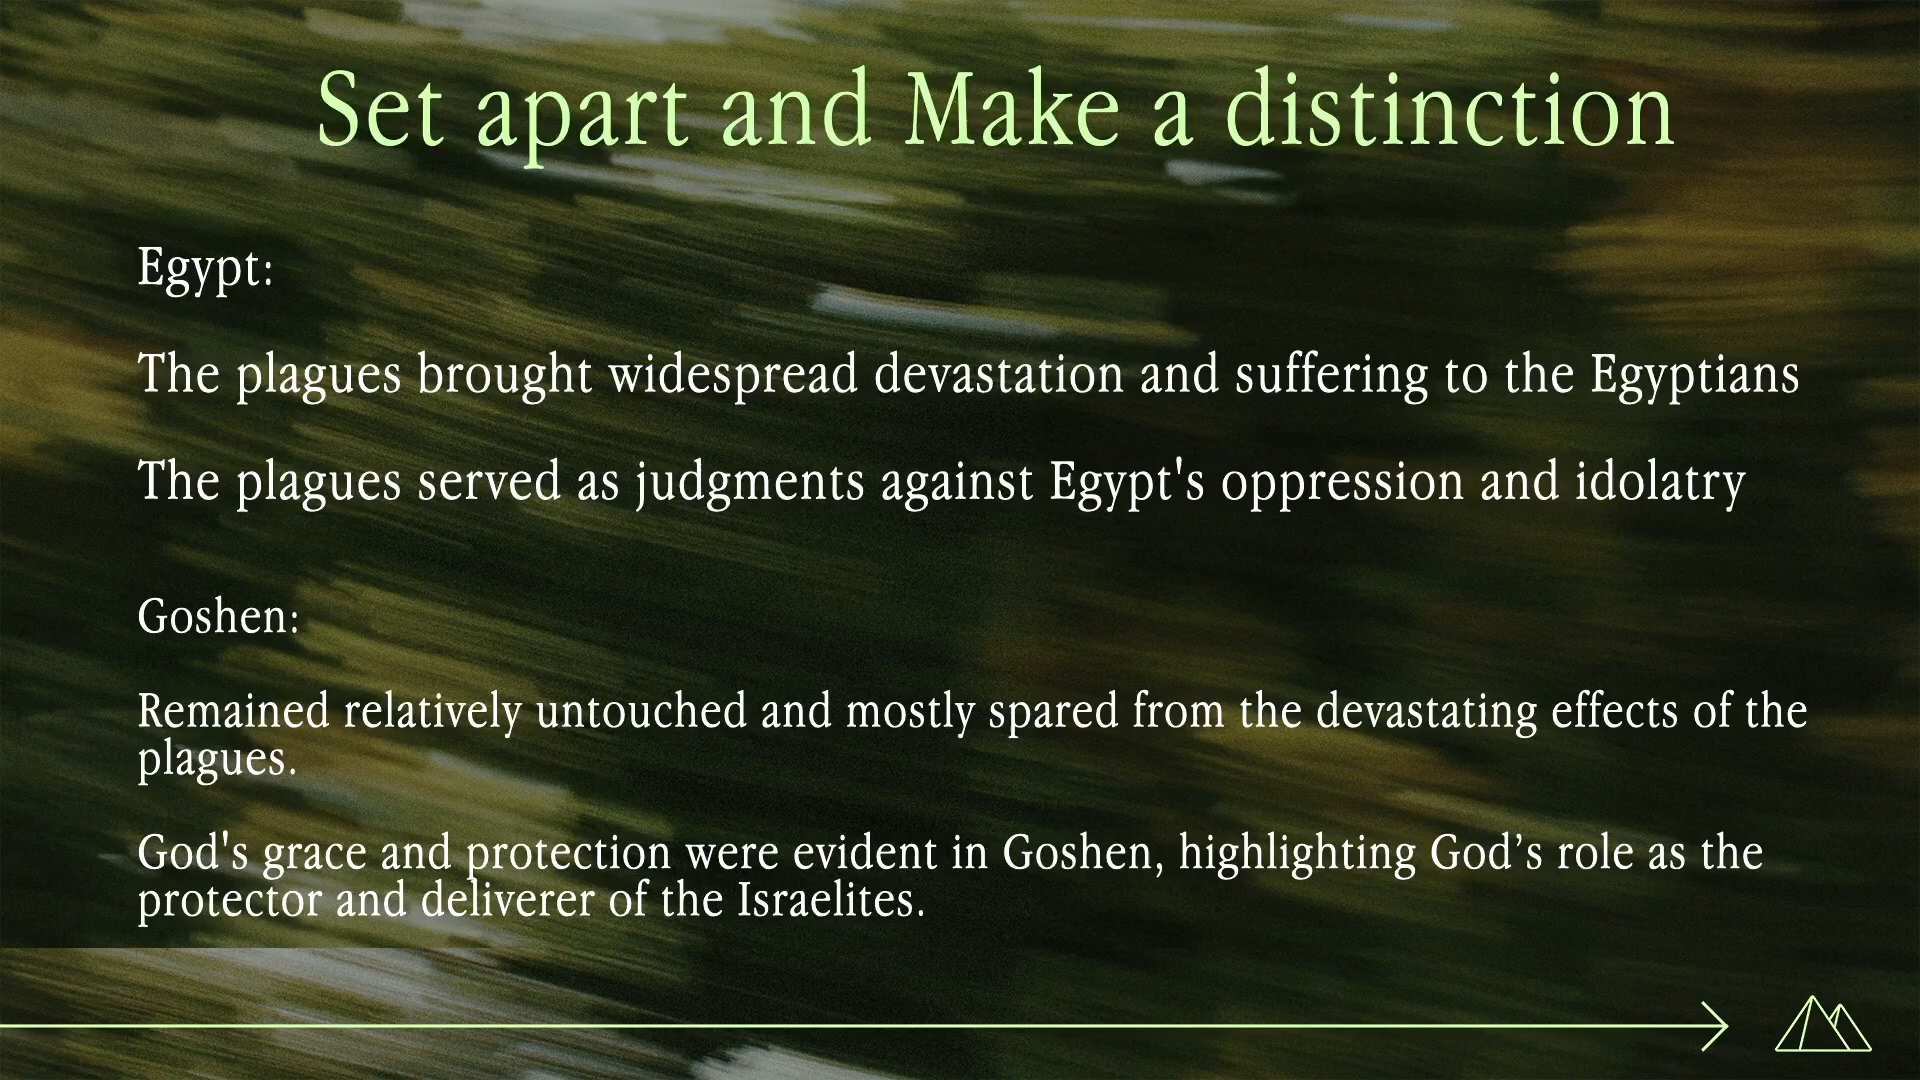 Set apart and Make a distinction
Egypt:
The plagues brought widespread devastation and suffering to the Egyptians
The plagues served as judgments against Egypt's oppression and idolatry
Goshen:
Remained relatively untouched and mostly spared from the devastating effects of the
plagues.
God's grace and protection were evident in Goshen, highlighting God’s role as the
protector and deliverer of the Israelites.